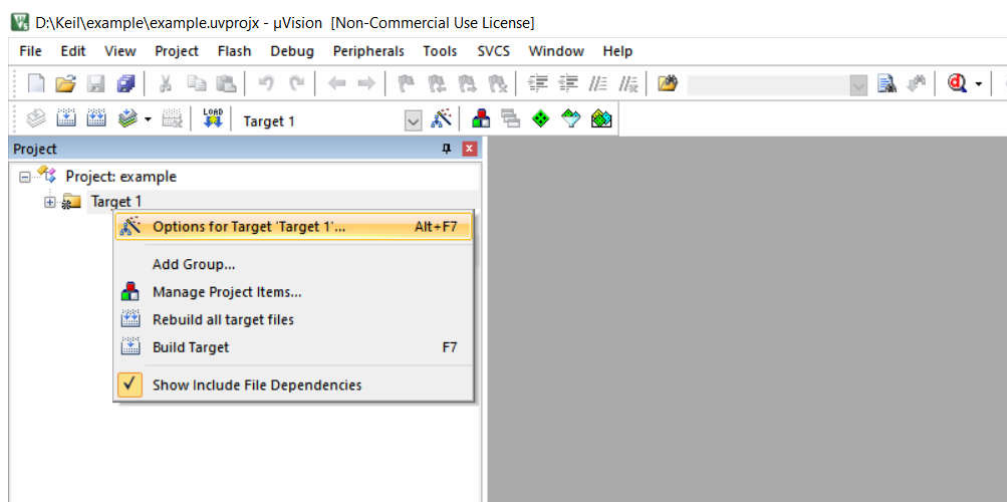 D:\Keil\example\example.uvprojx - µVision [Non-Commercial Use License]
File Edit View Project Flash Debug Peripherals Tools SVCS Window Help
LOAD Target 1
Project
Project: example
Target 1
Options for Target 'Target 1'... Alt+F7
Add Group...
Manage Project Items...
Rebuild all target files
Build Target F7
Show Include File Dependencies